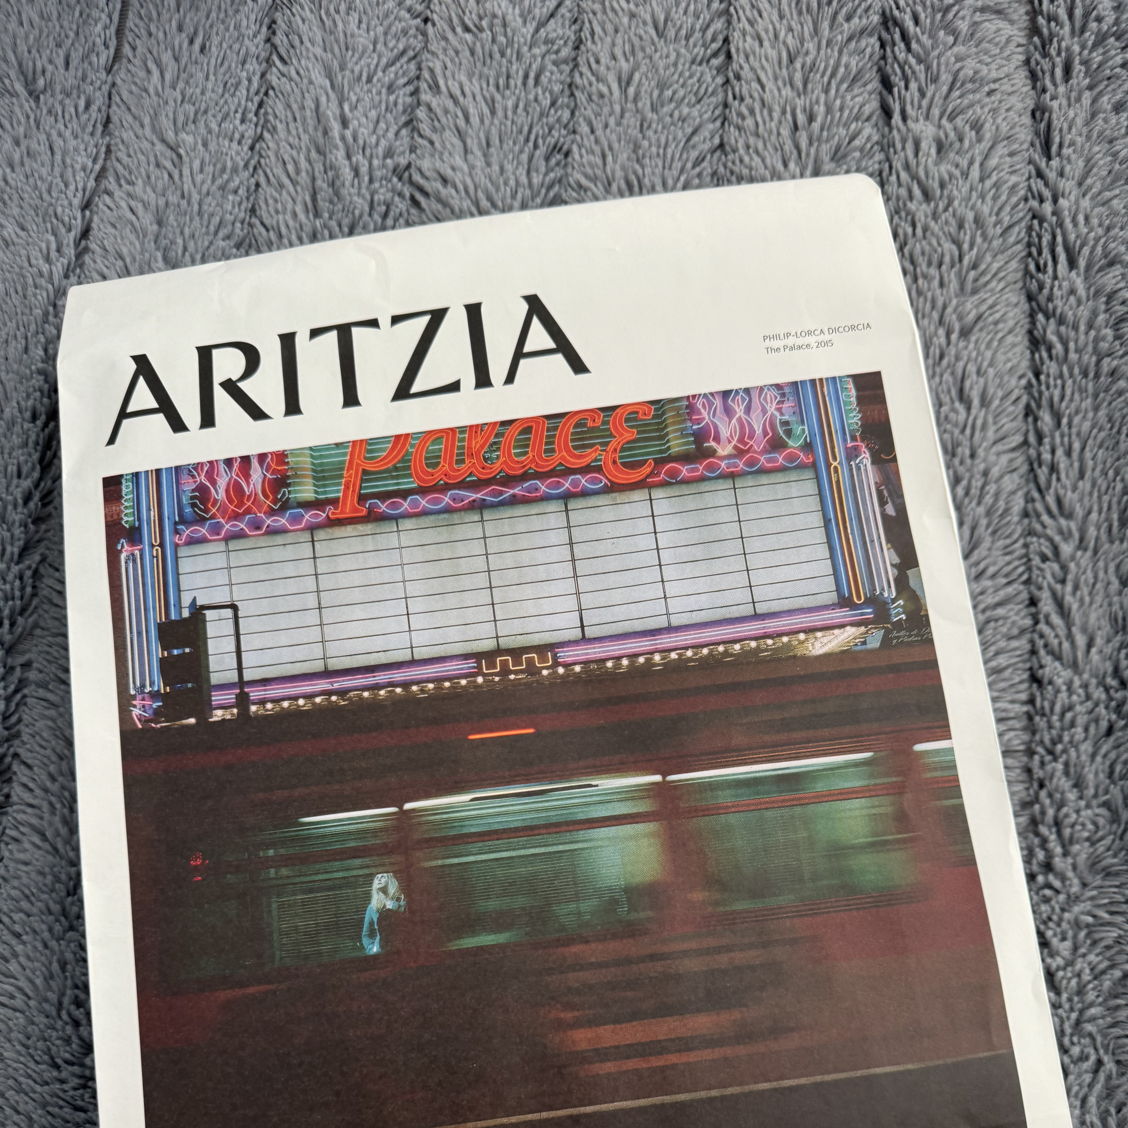 ARITZIA
PHILIP-LORCA DICORCIA
The Palace, 2015
Palace